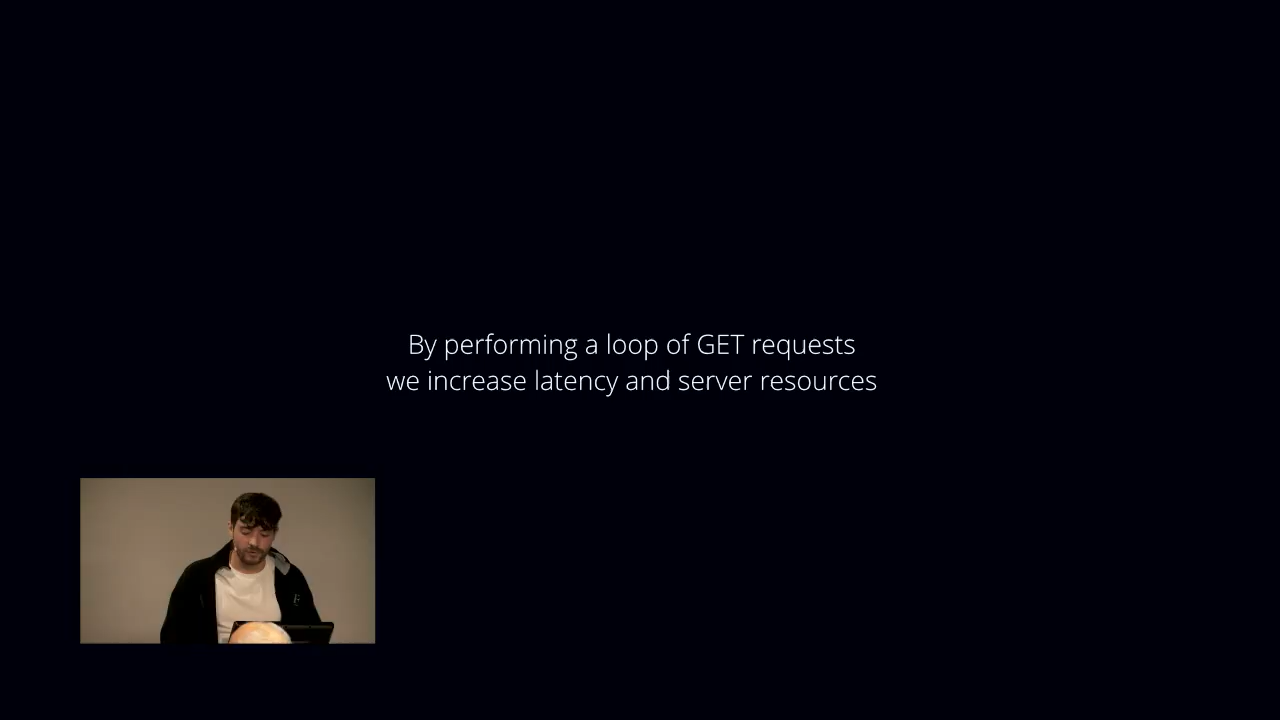 By performing a loop of GET requests
we increase latency and server resources